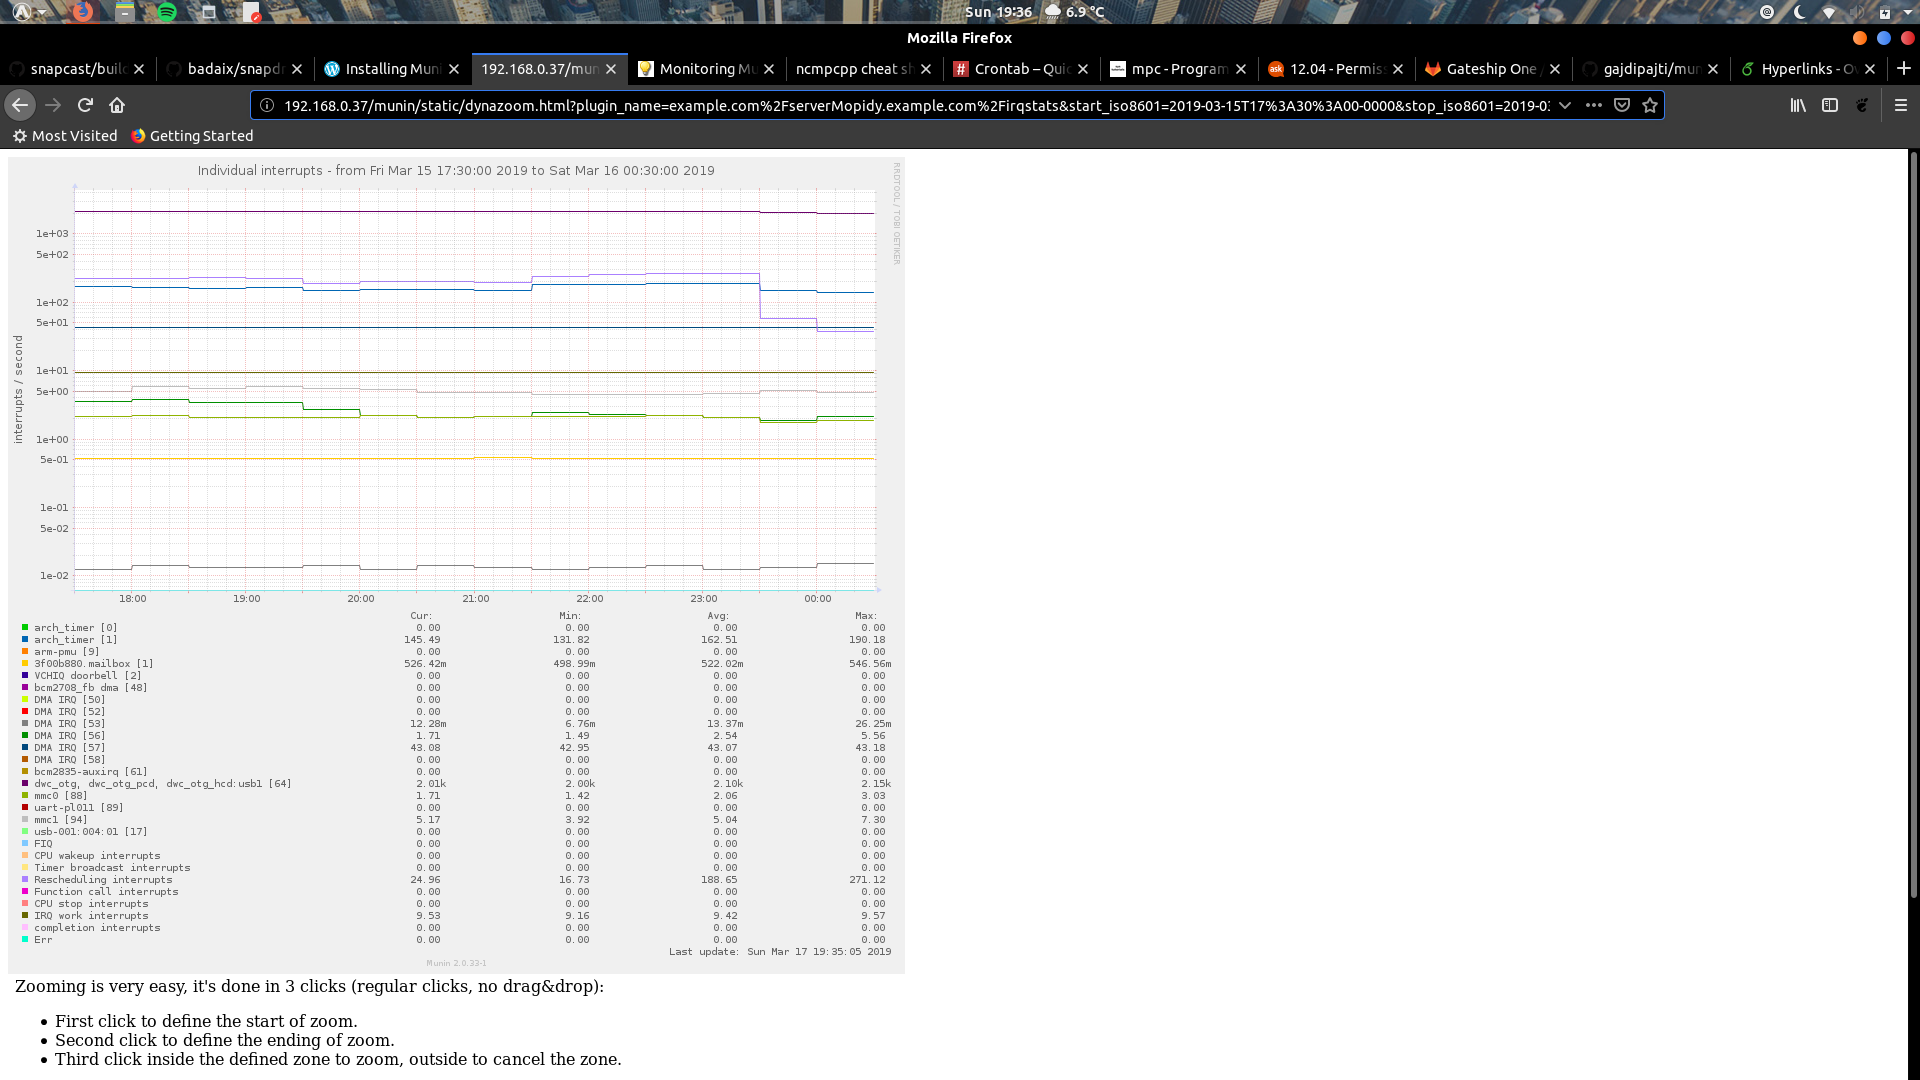 Sun 19:36 6.9 °C
Mozilla Firefox
snapcast/buil
badaix/snapdr
Installing Muni
192.168.0.37/mun
Monitoring Mu
ncmpcpp cheat sh
Crontab – Quic
mpc - Program
12.04 - Permis
Gateship One /
gajdipajti/mun
Hyperlinks - Ov
192.168.0.37/munin/static/dynazoom.html?plugin_name=example.com%2FserverMopidy.example.com%2Firqstats&start_iso8601=2019-03-15T17%3A30%3A00-0000&stop_iso8601=2019-03
Most Visited Getting Started
Individual interrupts - from Fri Mar 15 17:30:00 2019 to Sat Mar 16 00:30:00 2019
RRDTOOL / TOBI OETIKER
interrupts / second
1e+03
5e+02
1e+02
5e+01
1e+01
5e+00
1e+00
5e-01
1e-01
5e-02
1e-02
18:00 19:00 20:00 21:00 22:00 23:00 00:00
Cur: Min: Avg: Max:
arch_timer [0] 0.00 0.00 0.00 0.00
arch_timer [1] 145.49 131.82 162.51 190.18
arm-pmu [9] 0.00 0.00 0.00 0.00
3f00b880.mailbox [1] 526.42m 498.99m 522.02m 546.56m
VCHIQ doorbell [2] 0.00 0.00 0.00 0.00
bcm2708_fb dma [48] 0.00 0.00 0.00 0.00
DMA IRQ [50] 0.00 0.00 0.00 0.00
DMA IRQ [52] 0.00 0.00 0.00 0.00
DMA IRQ [53] 12.28m 6.76m 13.37m 26.25m
DMA IRQ [56] 1.71 1.49 2.54 5.56
DMA IRQ [57] 43.08 42.95 43.07 43.18
DMA IRQ [58] 0.00 0.00 0.00 0.00
bcm2835-auxirq [61] 0.00 0.00 0.00 0.00
dwc_otg, dwc_otg_pcd, dwc_otg_hcd:usb1 [64] 2.01k 2.00k 2.10k 2.15k
mmc0 [88] 1.71 1.42 2.06 3.03
uart-pl011 [89] 0.00 0.00 0.00 0.00
mmc1 [94] 5.17 3.92 5.04 7.30
usb-001:004:01 [17] 0.00 0.00 0.00 0.00
FIQ 0.00 0.00 0.00 0.00
CPU wakeup interrupts 0.00 0.00 0.00 0.00
Timer broadcast interrupts 0.00 0.00 0.00 0.00
Rescheduling interrupts 24.96 16.73 188.65 271.12
Function call interrupts 0.00 0.00 0.00 0.00
CPU stop interrupts 0.00 0.00 0.00 0.00
IRQ work interrupts 9.53 9.16 9.42 9.57
completion interrupts 0.00 0.00 0.00 0.00
Err 0.00 0.00 0.00 0.00
Last update: Sun Mar 17 19:35:05 2019
Munin 2.0.33-1
Zooming is very easy, it's done in 3 clicks (regular clicks, no drag&drop):
• First click to define the start of zoom.
• Second click to define the ending of zoom.
• Third click inside the defined zone to zoom, outside to cancel the zone.